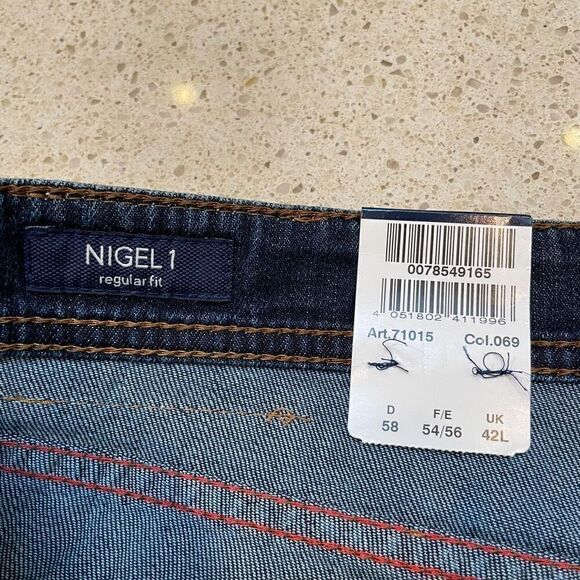 NIGEL 1
regular fit
0078549165
4 051802 411996
Art.71015 Col.069
D F/E UK
58 54/56 42L